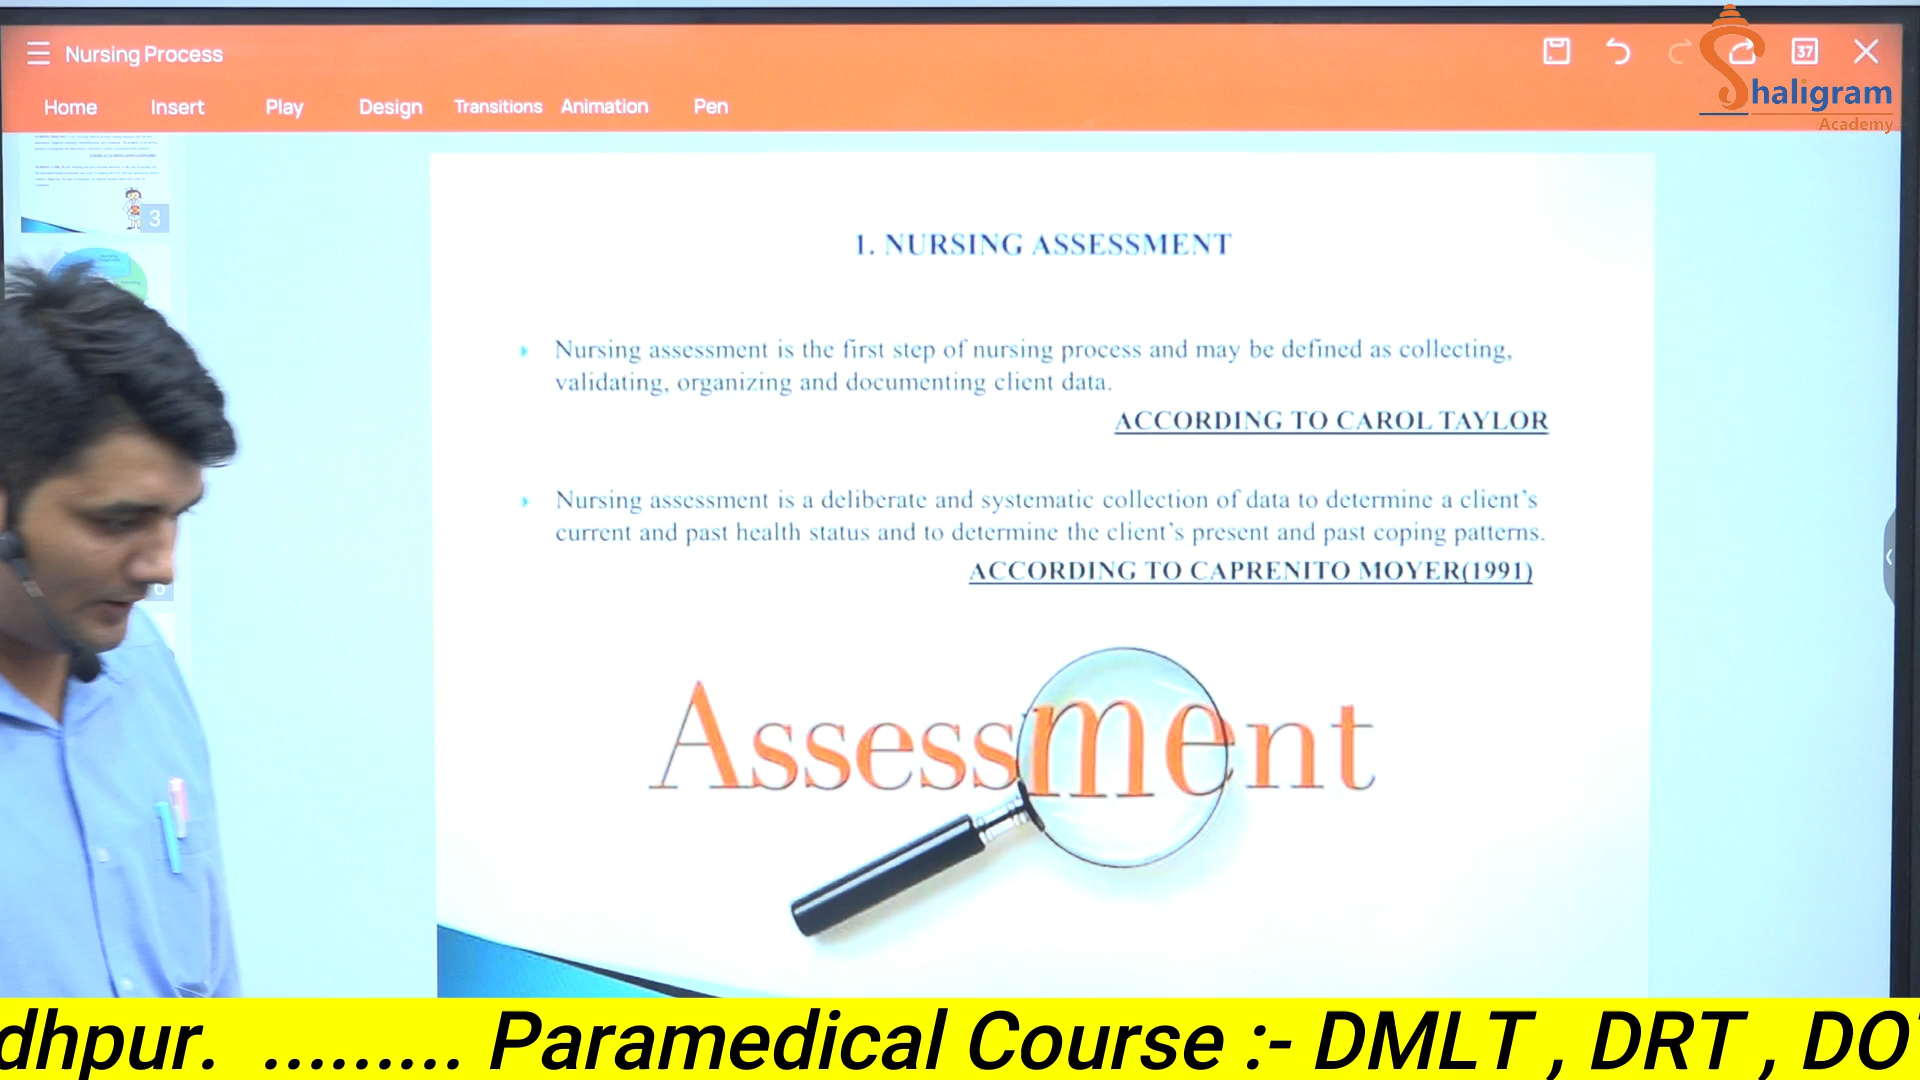 Nursing Process
37
Shaligram
Academy
Home Insert Play Design Transitions Animation Pen
3
6
1. NURSING ASSESSMENT
Nursing assessment is the first step of nursing process and may be defined as collecting,
validating, organizing and documenting client data.
ACCORDING TO CAROL TAYLOR
Nursing assessment is a deliberate and systematic collection of data to determine a client's
current and past health status and to determine the client's present and past coping patterns.
ACCORDING TO CAPRENITO MOYER(1991)
Assessment
dhpur. ......... Paramedical Course :- DMLT , DRT , DO